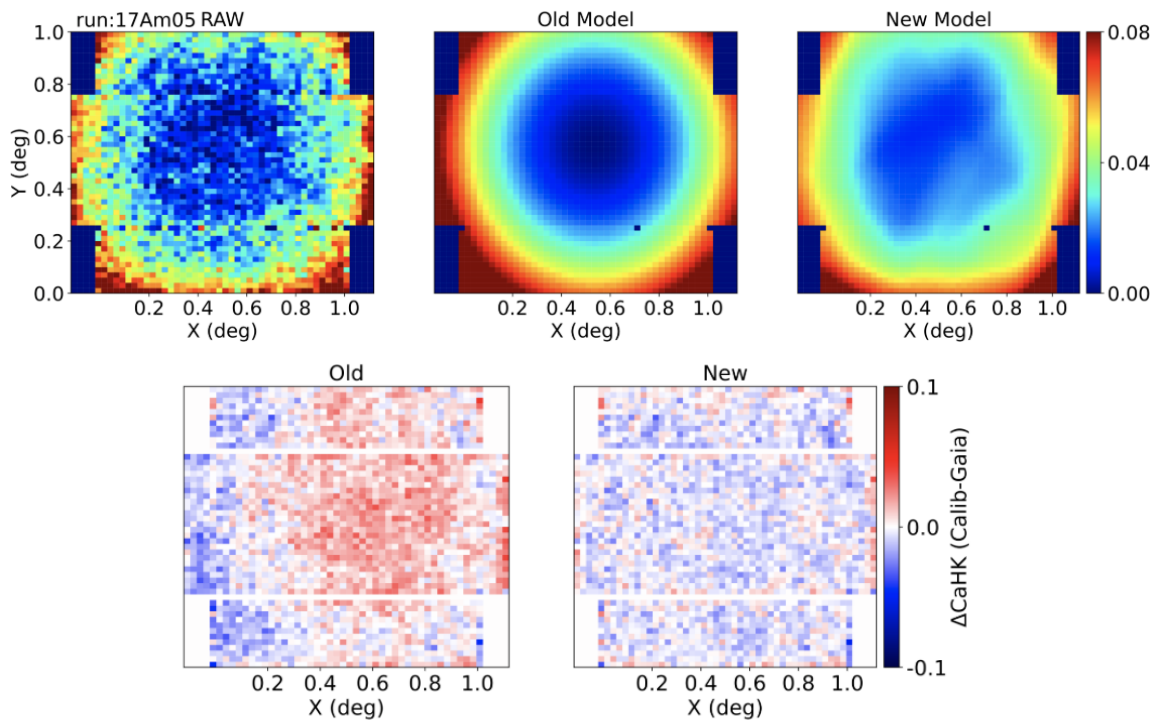 run:17Am05 RAW
Old Model
New Model
1.0
0.8
0.6
0.4
0.2
0.0
Y (deg)
0.2 0.4 0.6 0.8 1.0
X (deg)
0.2 0.4 0.6 0.8 1.0
X (deg)
0.2 0.4 0.6 0.8 1.0
X (deg)
0.08
0.04
0.00
Old
New
0.2 0.4 0.6 0.8 1.0
X (deg)
0.2 0.4 0.6 0.8 1.0
X (deg)
0.1
0.0
-0.1
ΔCaHK (Calib-Gaia)